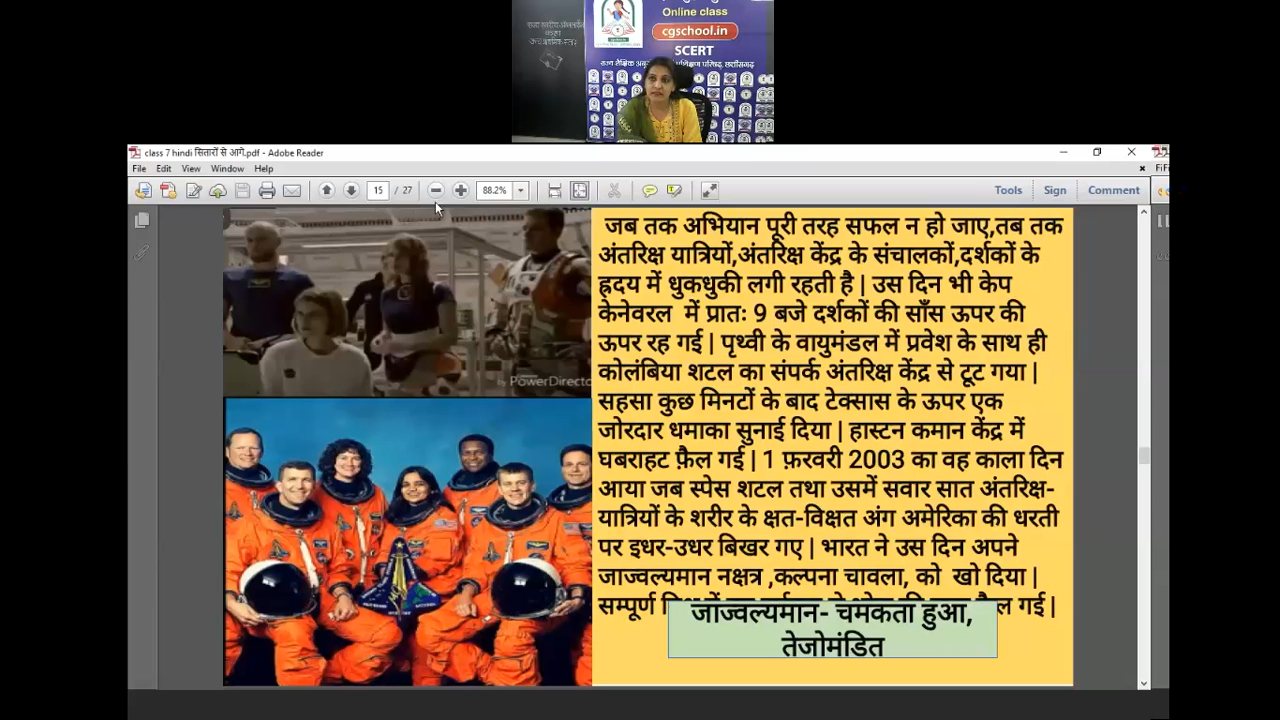 Online class
cgschool.in
SCERT
class 7 hindi सितारों से आगे.pdf - Adobe Reader
File Edit View Window Help
15 / 27 88.2% Tools Sign Comment
जब तक अभियान पूरी तरह सफल न हो जाए,तब तक
अंतरिक्ष यात्रियों,अंतरिक्ष केंद्र के संचालकों,दर्शकों के
ह्रदय में धुकधुकी लगी रहती है | उस दिन भी केप
केनेवरल में प्रातः 9 बजे दर्शकों की साँस ऊपर की
ऊपर रह गई | पृथ्वी के वायुमंडल में प्रवेश के साथ ही
कोलंबिया शटल का संपर्क अंतरिक्ष केंद्र से टूट गया |
सहसा कुछ मिनटों के बाद टेक्सास के ऊपर एक
जोरदार धमाका सुनाई दिया | हास्टन कमान केंद्र में
घबराहट फ़ैल गई | 1 फ़रवरी 2003 का वह काला दिन
आया जब स्पेस शटल तथा उसमें सवार सात अंतरिक्ष-
यात्रियों के शरीर के क्षत-विक्षत अंग अमेरिका की धरती
पर इधर-उधर बिखर गए | भारत ने उस दिन अपने
जाज्वल्यमान नक्षत्र ,कल्पना चावला, को खो दिया |
सम्पूर्ण गई |
जाज्वल्यमान- चमकता हुआ,
तेजोमंडित
by PowerDirecto